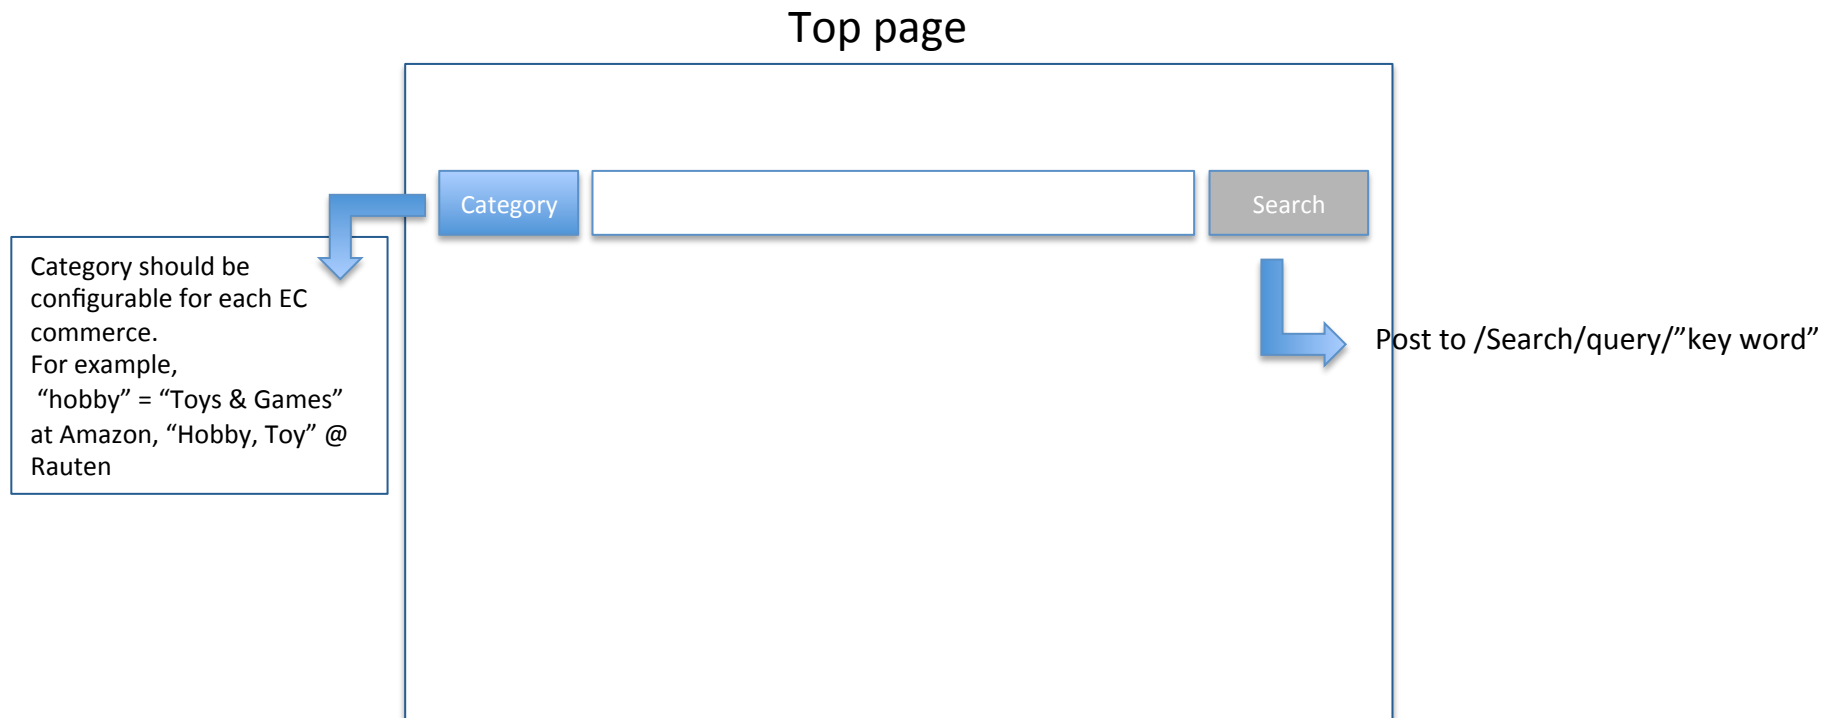 Top page
Category
Search
Category should be
configurable for each EC
commerce.
For example,
“hobby” = “Toys & Games”
at Amazon, “Hobby, Toy” @
Rauten
Post to /Search/query/”key word”